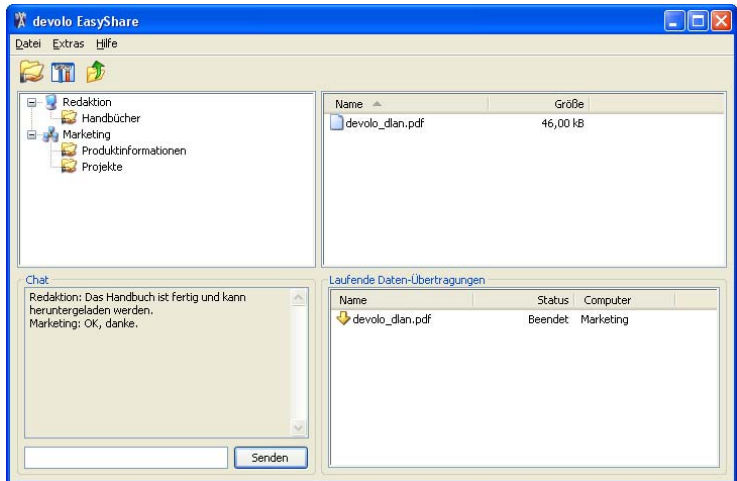 devolo EasyShare
Datei Extras Hilfe
Redaktion
Handbücher
Marketing
Produktinformationen
Projekte
Name Größe
devolo_dlan.pdf 46,00 kB
Chat
Redaktion: Das Handbuch ist fertig und kann
heruntergeladen werden.
Marketing: OK, danke.
Senden
Laufende Daten-Übertragungen
Name Status Computer
devolo_dlan.pdf Beendet Marketing